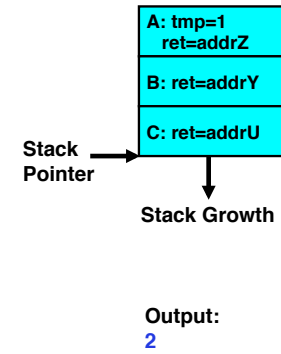 A: tmp=1
ret=addrZ
B: ret=addrY
C: ret=addrU
Stack
Pointer
Stack Growth
Output:
2